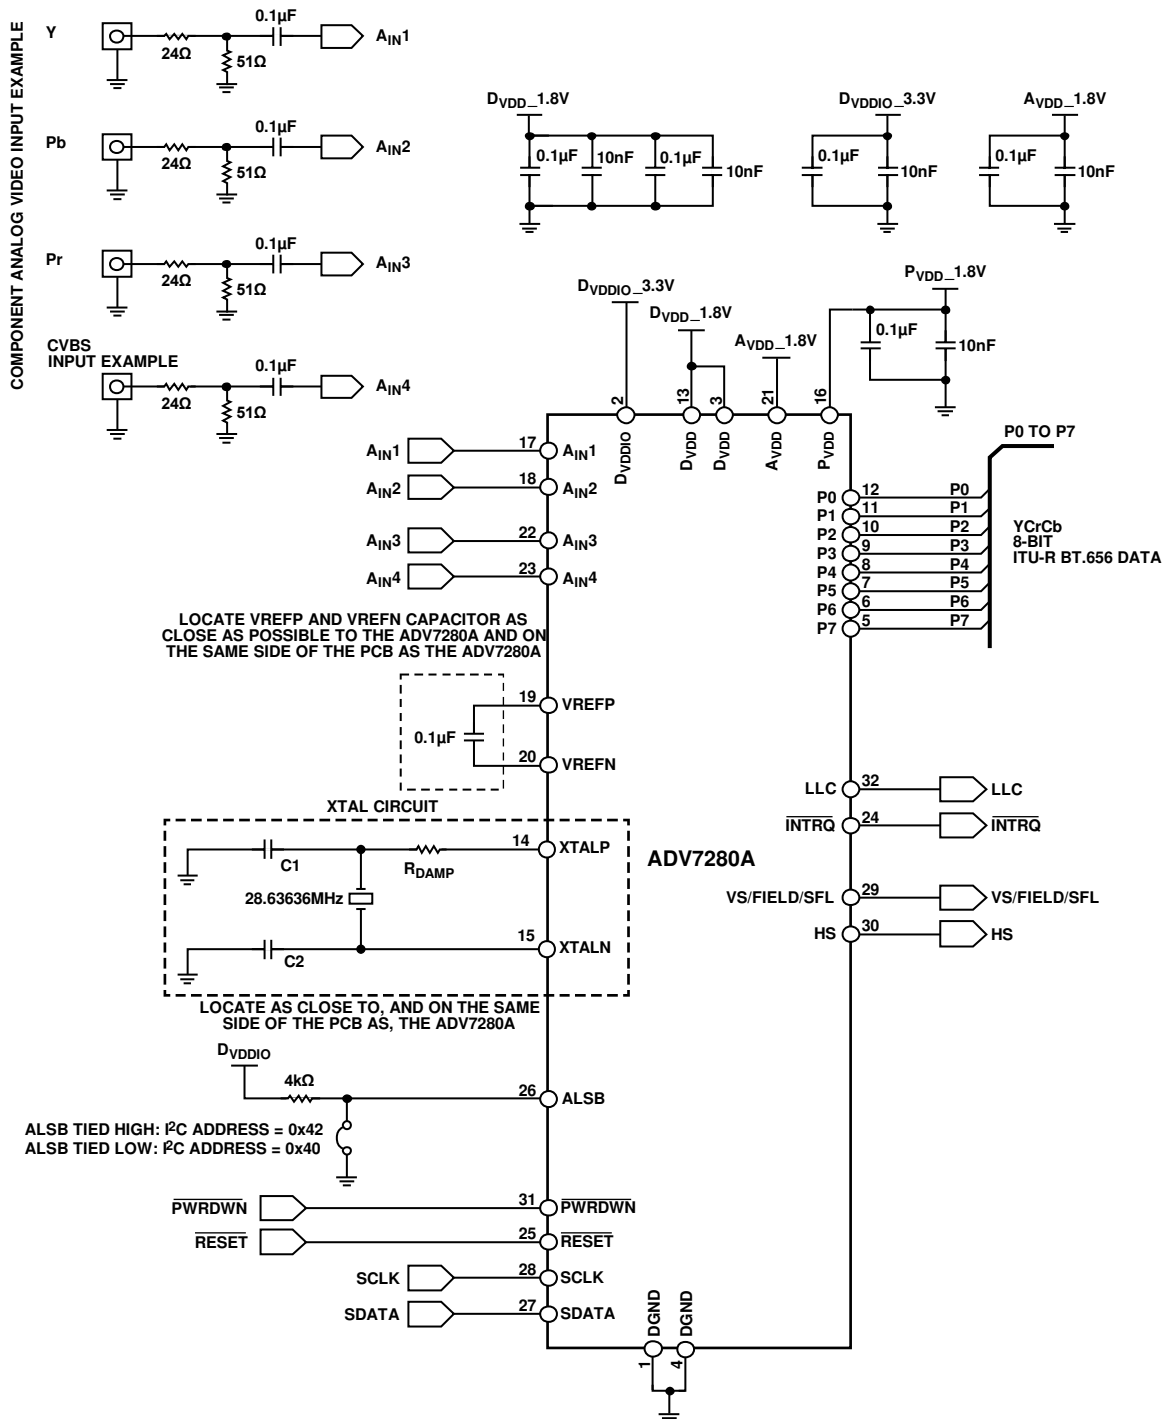 COMPONENT ANALOG VIDEO INPUT EXAMPLE
Y
24Ω
51Ω
0.1µF
AIN1
Pb
24Ω
51Ω
0.1µF
AIN2
Pr
24Ω
51Ω
0.1µF
AIN3
CVBS
INPUT EXAMPLE
24Ω
51Ω
0.1µF
AIN4
DVDD_1.8V
0.1µF
10nF
0.1µF
10nF
DVDDIO_3.3V
0.1µF
10nF
AVDD_1.8V
0.1µF
10nF
DVDDIO_3.3V
DVDD_1.8V
AVDD_1.8V
PVDD_1.8V
0.1µF
10nF
2
13
3
21
16
DVDDIO
DVDD
DVDD
AVDD
PVDD
AIN1 17 AIN1
AIN2 18 AIN2
AIN3 22 AIN3
AIN4 23 AIN4
P0 TO P7
P0 12 P0
P1 11 P1
P2 10 P2
P3 9 P3
P4 8 P4
P5 7 P5
P6 6 P6
P7 5 P7
YCrCb
8-BIT
ITU-R BT.656 DATA
LOCATE VREFP AND VREFN CAPACITOR AS
CLOSE AS POSSIBLE TO THE ADV7280A AND ON
THE SAME SIDE OF THE PCB AS THE ADV7280A
19 VREFP
0.1µF
20 VREFN
LLC 32 LLC
INTRQ 24 INTRQ
VS/FIELD/SFL 29 VS/FIELD/SFL
HS 30 HS
ADV7280A
XTAL CIRCUIT
C1
RDAMP
14 XTALP
28.63636MHz
C2
15 XTALN
LOCATE AS CLOSE TO, AND ON THE SAME
SIDE OF THE PCB AS, THE ADV7280A
DVDDIO
4kΩ
26 ALSB
ALSB TIED HIGH: I2C ADDRESS = 0x42
ALSB TIED LOW: I2C ADDRESS = 0x40
PWRDWN 31 PWRDWN
RESET 25 RESET
SCLK 28 SCLK
SDATA 27 SDATA
DGND
DGND
1
4